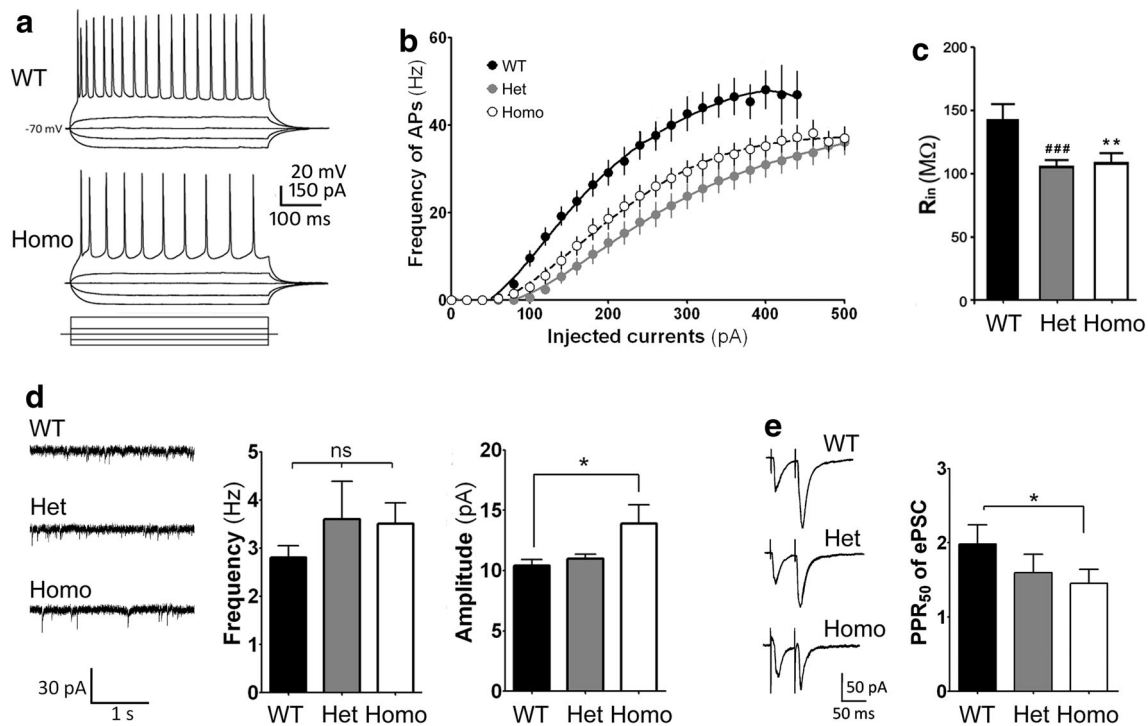 a
WT
-70 mV
20 mV
150 pA
100 ms
Homo
b
60
40
20
0
Frequency of APs (Hz)
WT
Het
Homo
0
100
200
300
400
500
Injected currents (pA)
c
200
150
100
50
0
Rin (MΩ)
###
**
WT
Het
Homo
d
WT
Het
Homo
30 pA
1 s
5
4
3
2
1
0
Frequency (Hz)
ns
WT
Het
Homo
20
15
10
5
0
Amplitude (pA)
*
WT
Het
Homo
e
WT
Het
Homo
50 pA
50 ms
3
2
1
0
PPR50 of ePSC
*
WT
Het
Homo